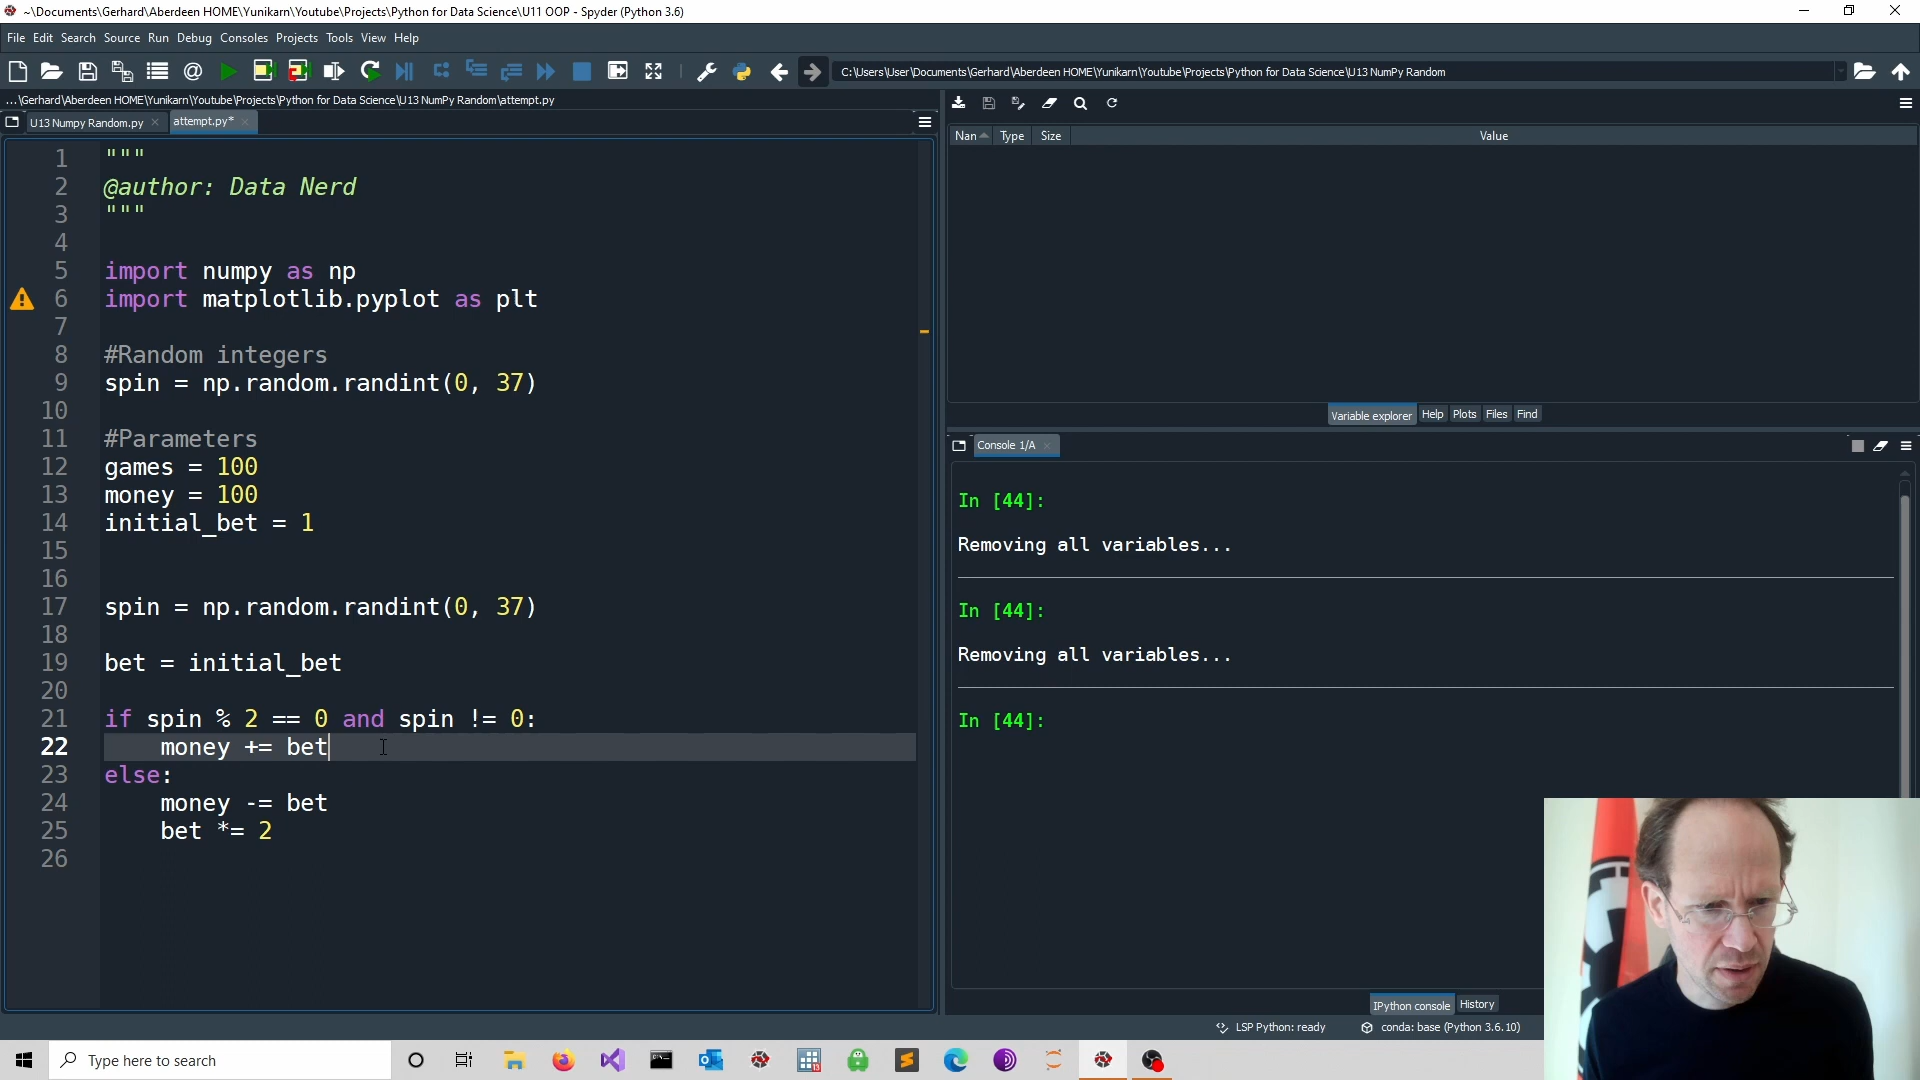 ~\Documents\Gerhard\Aberdeen HOME\Yunikarn\Youtube\Projects\Python for Data Science\U11 OOP - Spyder (Python 3.6)
File Edit Search Source Run Debug Consoles Projects Tools View Help
C:\Users\User\Documents\Gerhard\Aberdeen HOME\Yunikarn\Youtube\Projects\Python for Data Science\U13 NumPy Random
...\Gerhard\Aberdeen HOME\Yunikarn\Youtube\Projects\Python for Data Science\U13 NumPy Random\attempt.py
U13 Numpy Random.py
attempt.py*
1 """
2 @author: Data Nerd
3 """
4
5 import numpy as np
6 import matplotlib.pyplot as plt
7
8 #Random integers
9 spin = np.random.randint(0, 37)
10
11 #Parameters
12 games = 100
13 money = 100
14 initial_bet = 1
15
16
17 spin = np.random.randint(0, 37)
18
19 bet = initial_bet
20
21 if spin % 2 == 0 and spin != 0:
22 money += bet
23 else:
24 money -= bet
25 bet *= 2
26
Nan Type Size Value
Variable explorer Help Plots Files Find
Console 1/A
In [44]:
Removing all variables...
In [44]:
Removing all variables...
In [44]:
IPython console History
LSP Python: ready conda: base (Python 3.6.10)
Type here to search